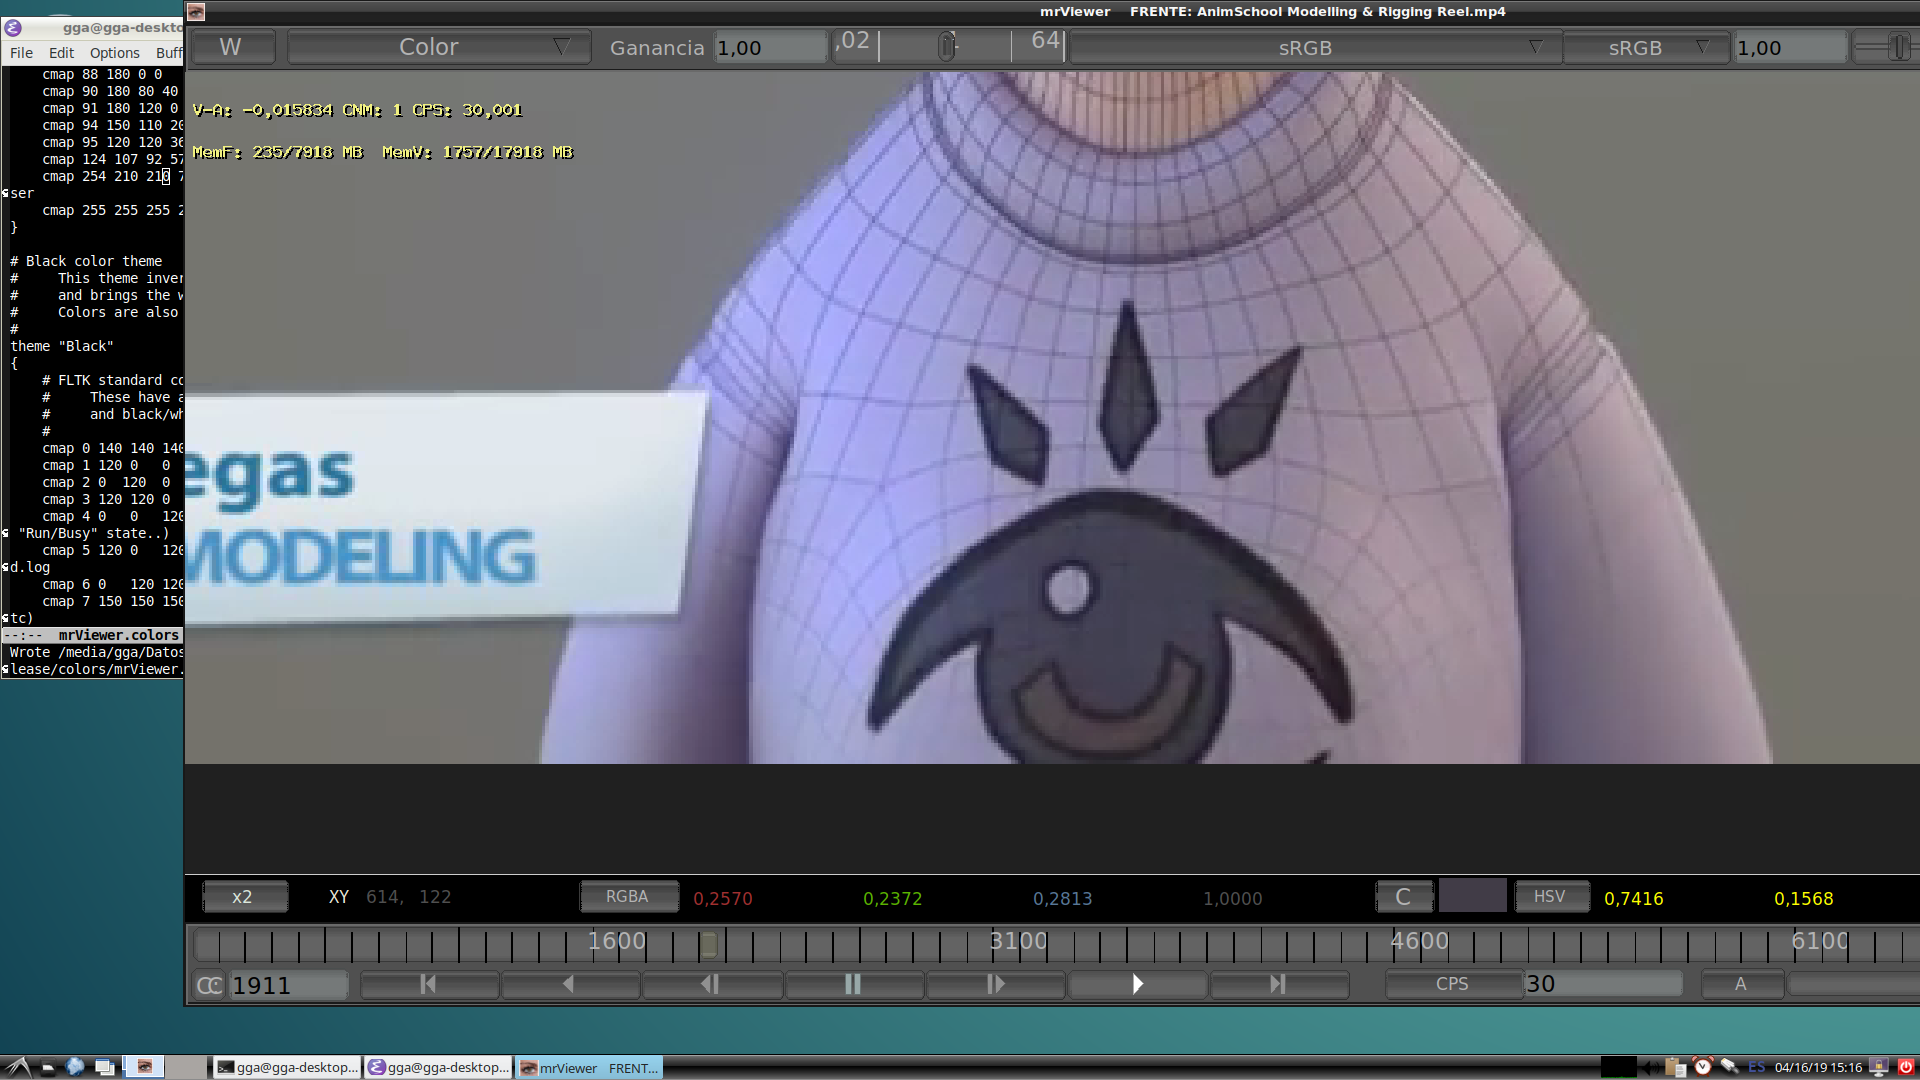 gga@gga-deskto
File Edit Options Buff
cmap 88 180 0 0
cmap 90 180 80 40
cmap 91 180 120 0
cmap 94 150 110 20
cmap 95 120 120 36
cmap 124 107 92 57
cmap 254 210 210 7
ser
cmap 255 255 255 2
}
# Black color theme
# This theme inver
# and brings the w
# Colors are also
#
theme "Black"
{
# FLTK standard co
# These have a
# and black/wh
#
cmap 0 140 140 140
cmap 1 120 0 0
cmap 2 0 120 0
cmap 3 120 120 0
cmap 4 0 0 120
"Run/Busy" state..)
cmap 5 120 0 120
d.log
cmap 6 0 120 120
cmap 7 150 150 150
tc)
--:-- mrViewer.colors
Wrote /media/gga/Datos
lease/colors/mrViewer.
mrViewer FRENTE: AnimSchool Modelling & Rigging Reel.mp4
W Color Ganancia 1,00 ,02 64 sRGB sRGB 1,00
V-A: -0,015834 CNM: 1 CPS: 30,001
MemF: 235/7918 MB MemV: 1757/17918 MB
egas
MODELING
x2 XY 614, 122 RGBA 0,2570 0,2372 0,2813 1,0000 C HSV 0,7416 0,1568
1600 3100 4600 6100
1911 CPS 30 A
gga@gga-desktop... gga@gga-desktop... mrViewer FRENT... ES 04/16/19 15:16